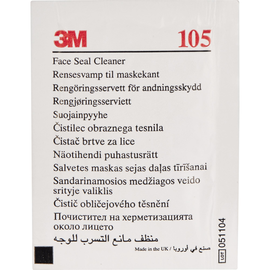 3M 105
Face Seal Cleaner
Rensesvamp til maskekant
Rengöringsservett för andningsskydd
Rengjøringsserviett
Suojainpyyhe
Čistilec obraznega tesnila
Čistač brtve za lice
Näotihendi puhastusrätt
Salvetes maskas sejas daļas tīrīšanai
Sandarinamosios medžiagos veido
srityje valiklis
Čistič obličejového těsnění
Почистител на херметизацията
около лицето
منظف مانع التسرب للوجه
Made in the UK / صنع في أوروبا
051104